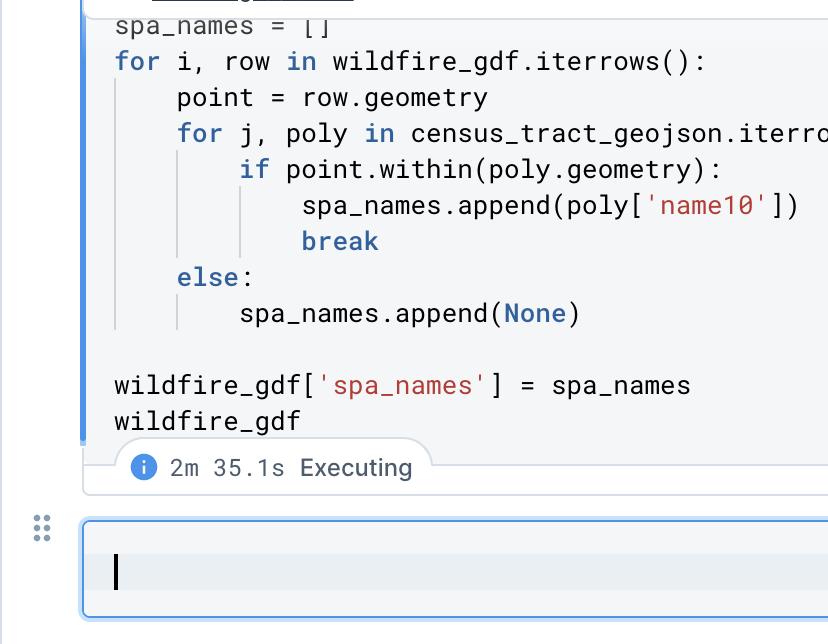 spa_names = []
for i, row in wildfire_gdf.iterrows():
    point = row.geometry
    for j, poly in census_tract_geojson.iterro
        if point.within(poly.geometry):
            spa_names.append(poly['name10'])
            break
    else:
        spa_names.append(None)
wildfire_gdf['spa_names'] = spa_names
wildfire_gdf
2m 35.1s Executing